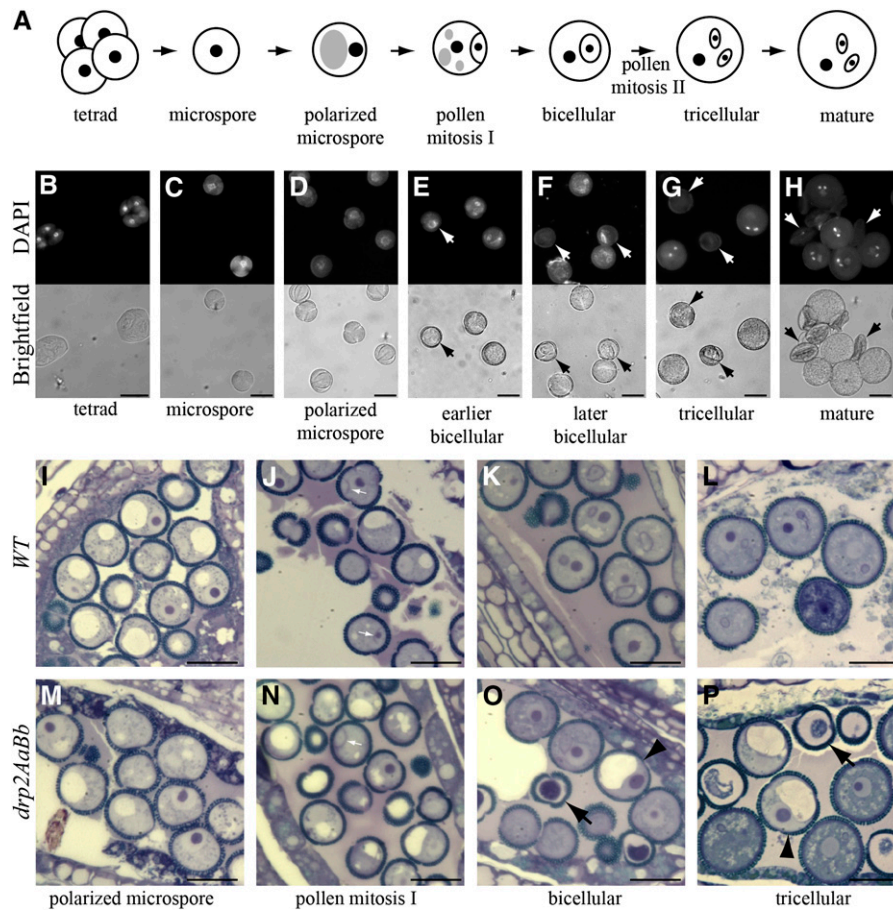 A
tetrad
microspore
polarized
microspore
pollen
mitosis I
bicellular
pollen
mitosis II
tricellular
mature
DAPI
B
C
D
E
F
G
H
Brightfield
tetrad
microspore
polarized
microspore
earlier
bicellular
later
bicellular
tricellular
mature
WT
I
J
K
L
drp2AaBb
M
N
O
P
polarized microspore
pollen mitosis I
bicellular
tricellular